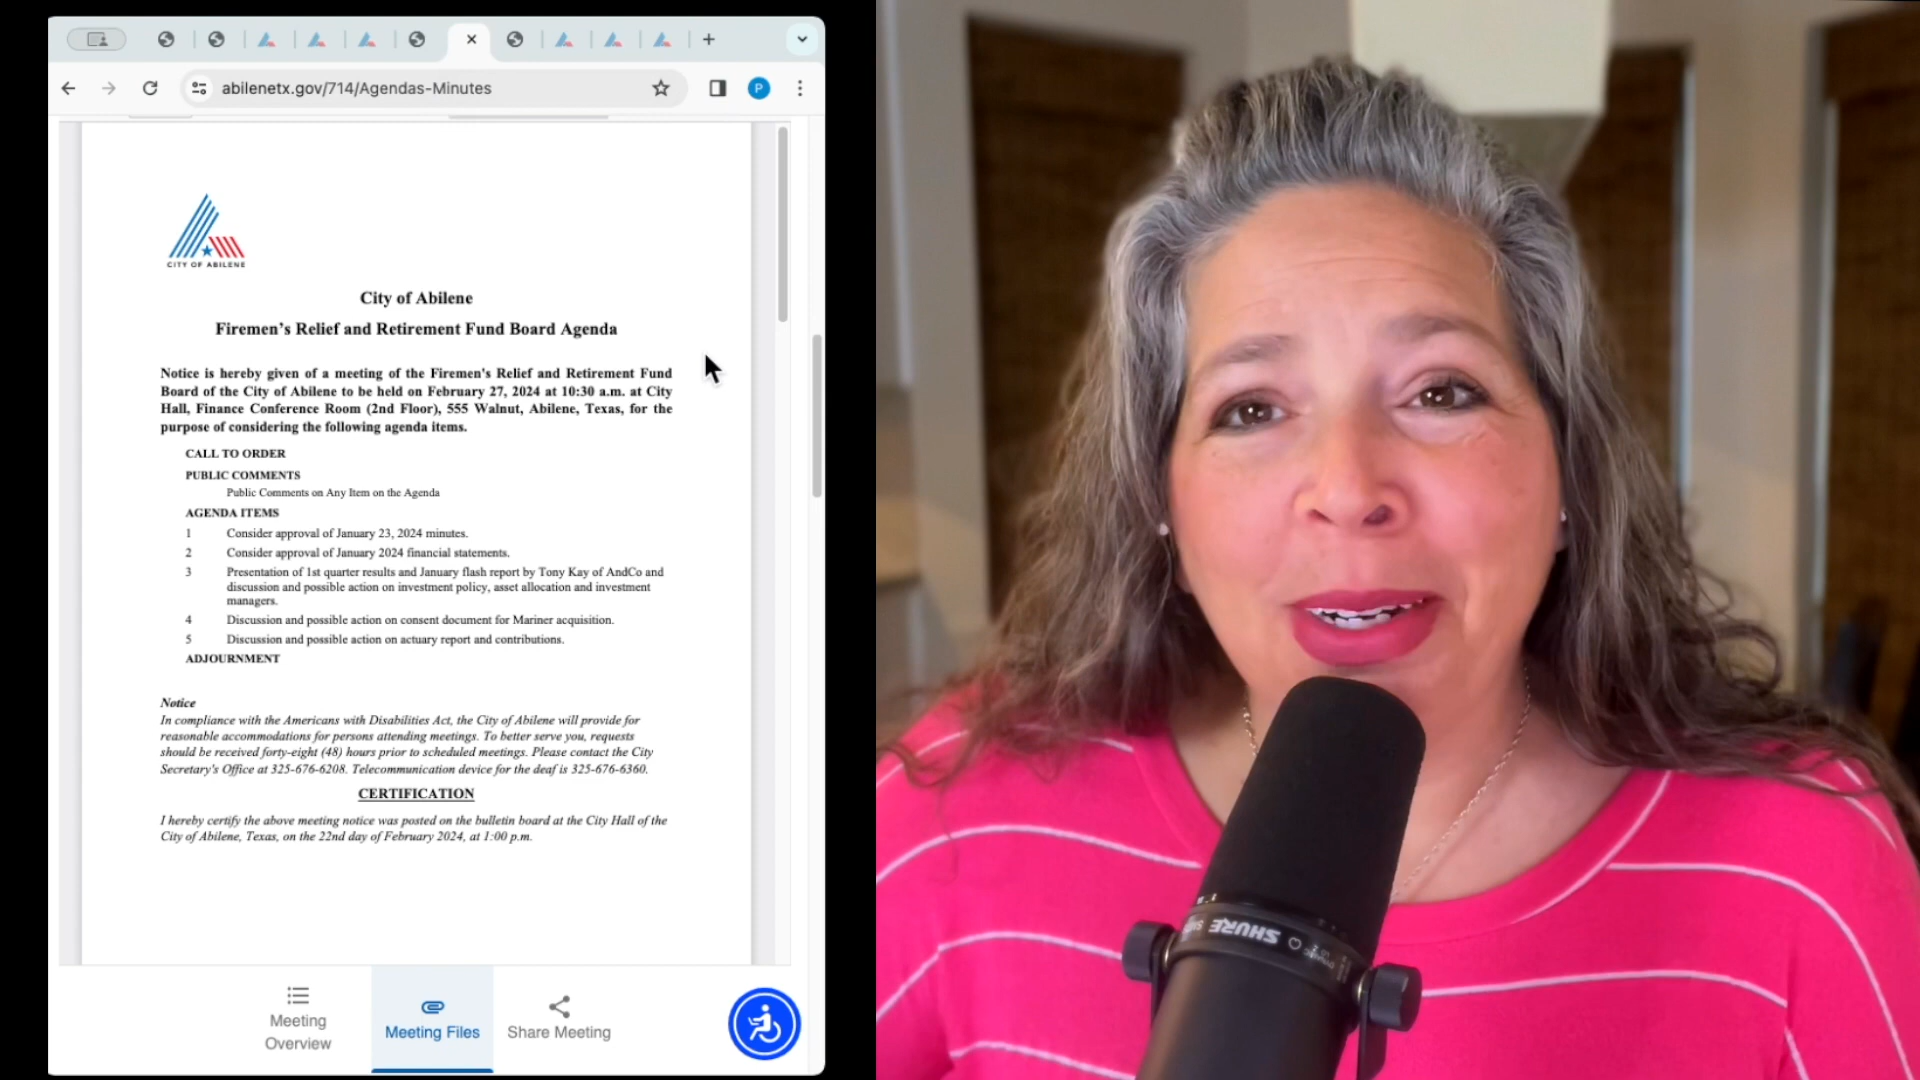 abilenetx.gov/714/Agendas-Minutes
P
CITY OF ABILENE
City of Abilene
Firemen's Relief and Retirement Fund Board Agenda
Notice is hereby given of a meeting of the Firemen's Relief and Retirement Fund
Board of the City of Abilene to be held on February 27, 2024 at 10:30 a.m. at City
Hall, Finance Conference Room (2nd Floor), 555 Walnut, Abilene, Texas, for the
purpose of considering the following agenda items.
CALL TO ORDER
PUBLIC COMMENTS
Public Comments on Any Item on the Agenda
AGENDA ITEMS
1 Consider approval of January 23, 2024 minutes.
2 Consider approval of January 2024 financial statements.
3 Presentation of 1st quarter results and January flash report by Tony Kay of AndCo and
discussion and possible action on investment policy, asset allocation and investment
managers.
4 Discussion and possible action on consent document for Mariner acquisition.
5 Discussion and possible action on actuary report and contributions.
ADJOURNMENT
Notice
In compliance with the Americans with Disabilities Act, the City of Abilene will provide for
reasonable accommodations for persons attending meetings. To better serve you, requests
should be received forty-eight (48) hours prior to scheduled meetings. Please contact the City
Secretary's Office at 325-676-6208. Telecommunication device for the deaf is 325-676-6360.
CERTIFICATION
I hereby certify the above meeting notice was posted on the bulletin board at the City Hall of the
City of Abilene, Texas, on the 22nd day of February 2024, at 1:00 p.m.
Meeting
Overview
Meeting Files
Share Meeting
SHURE